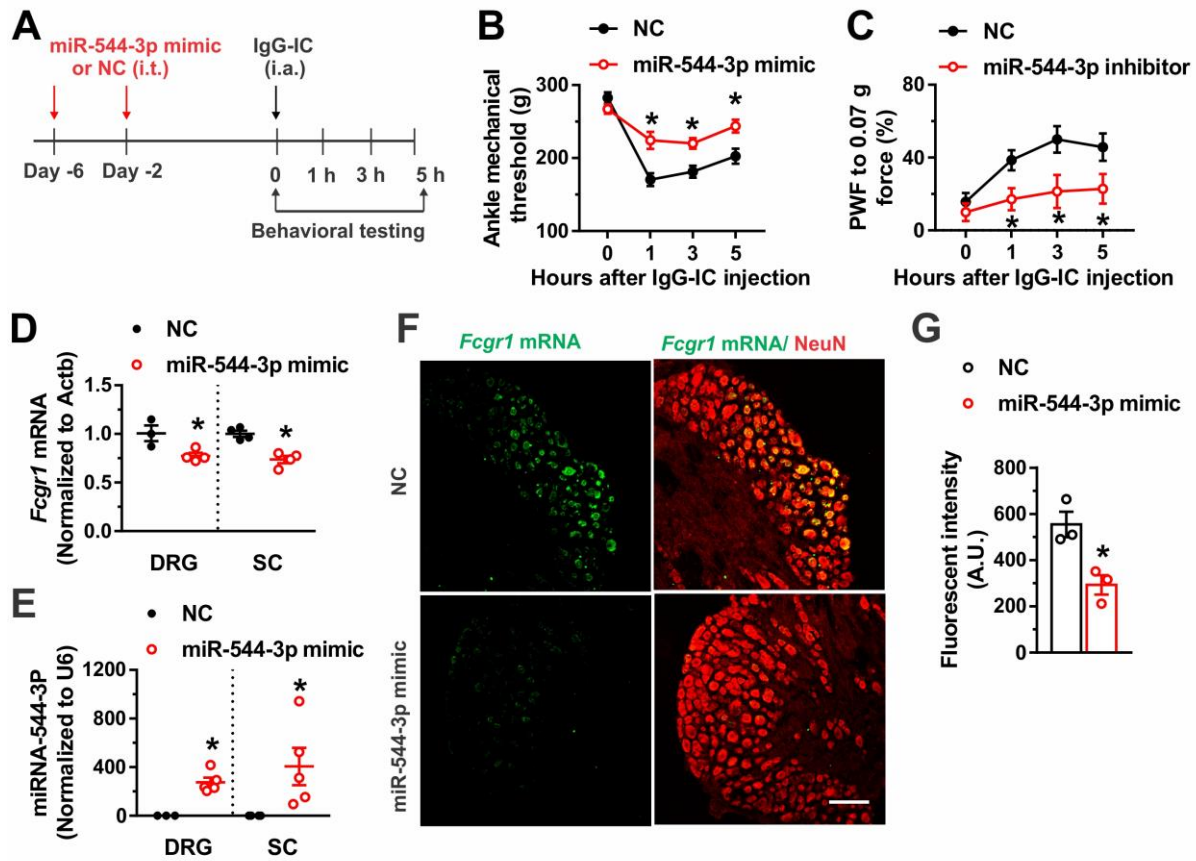 A
miR-544-3p mimic
or NC (i.t.)
IgG-IC
(i.a.)
Day -6
Day -2
0
1 h
3 h
5 h
Behavioral testing
B
NC
miR-544-3p mimic
Ankle mechanical
threshold (g)
300
200
100
* * *
0 1 3 5
Hours after IgG-IC injection
C
NC
miR-544-3p inhibitor
PWF to 0.07 g
force (%)
80
40
0
* * *
0 1 3 5
Hours after IgG-IC injection
D
NC
miR-544-3p mimic
Fcgr1 mRNA
(Normalized to Actb)
1.5
1.0
0.5
0.0
* *
DRG SC
E
NC
miR-544-3p mimic
miRNA-544-3P
(Normalized to U6)
1200
800
400
0
* *
DRG SC
F
Fcgr1 mRNA
Fcgr1 mRNA/ NeuN
NC
miR-544-3p mimic
G
NC
miR-544-3p mimic
Fluorescent intensity
(A.U.)
800
600
400
200
0
*